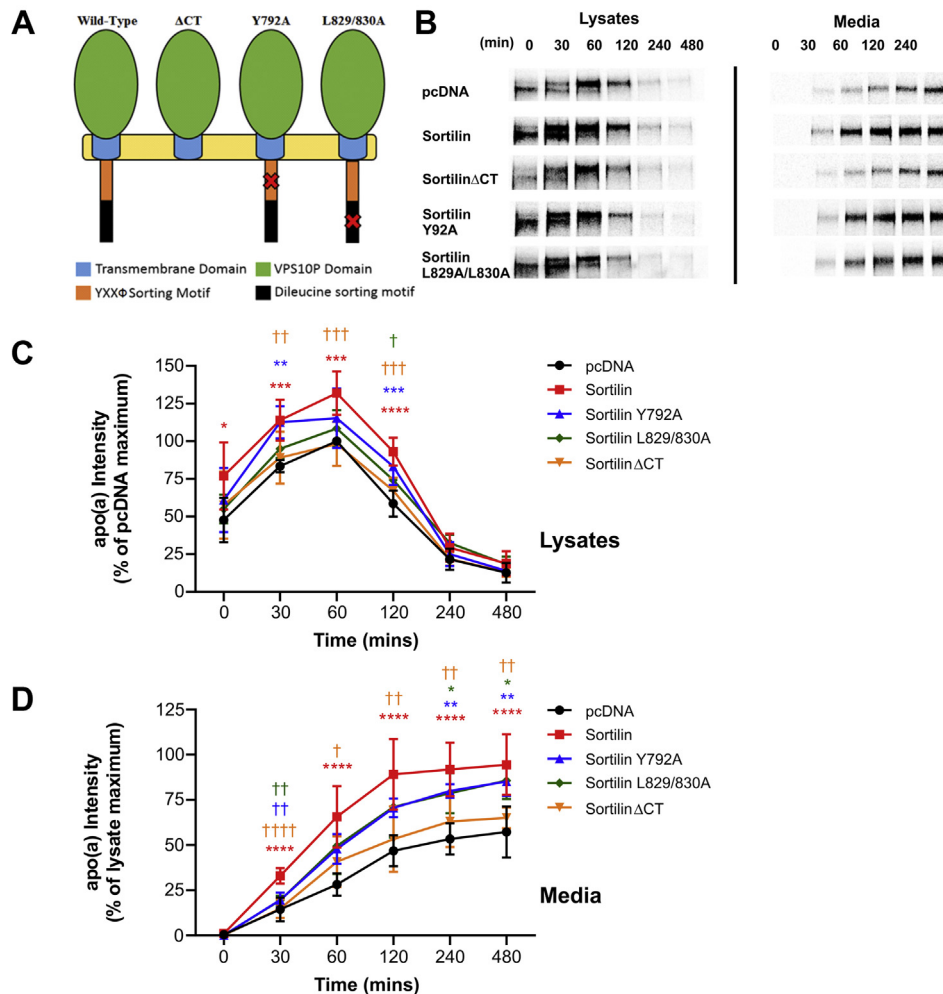 A
Wild-Type ΔCT Y792A L829/830A
Transmembrane Domain VPS10P Domain
YXXΦ Sorting Motif Dileucine sorting motif
B
Lysates Media
(min) 0 30 60 120 240 480 0 30 60 120 240
pcDNA
Sortilin
SortilinΔCT
Sortilin
Y92A
Sortilin
L829A/L830A
C
†† ††† †
** *** †††
*** ***
* ****
apo(a) Intensity
(% of pcDNA maximum)
150
125
100
75
50
25
0
0 30 60 120 240 480
Time (mins)
pcDNA
Sortilin
Sortilin Y792A
Sortilin L829/830A
SortilinΔCT
Lysates
D
†† †† †† † ††
†† **** **** * *
†††† ** **
**** **** ****
apo(a) Intensity
(% of lysate maximum)
125
100
75
50
25
0
0 30 60 120 240 480
Time (mins)
pcDNA
Sortilin
Sortilin Y792A
Sortilin L829/830A
SortilinΔCT
Media